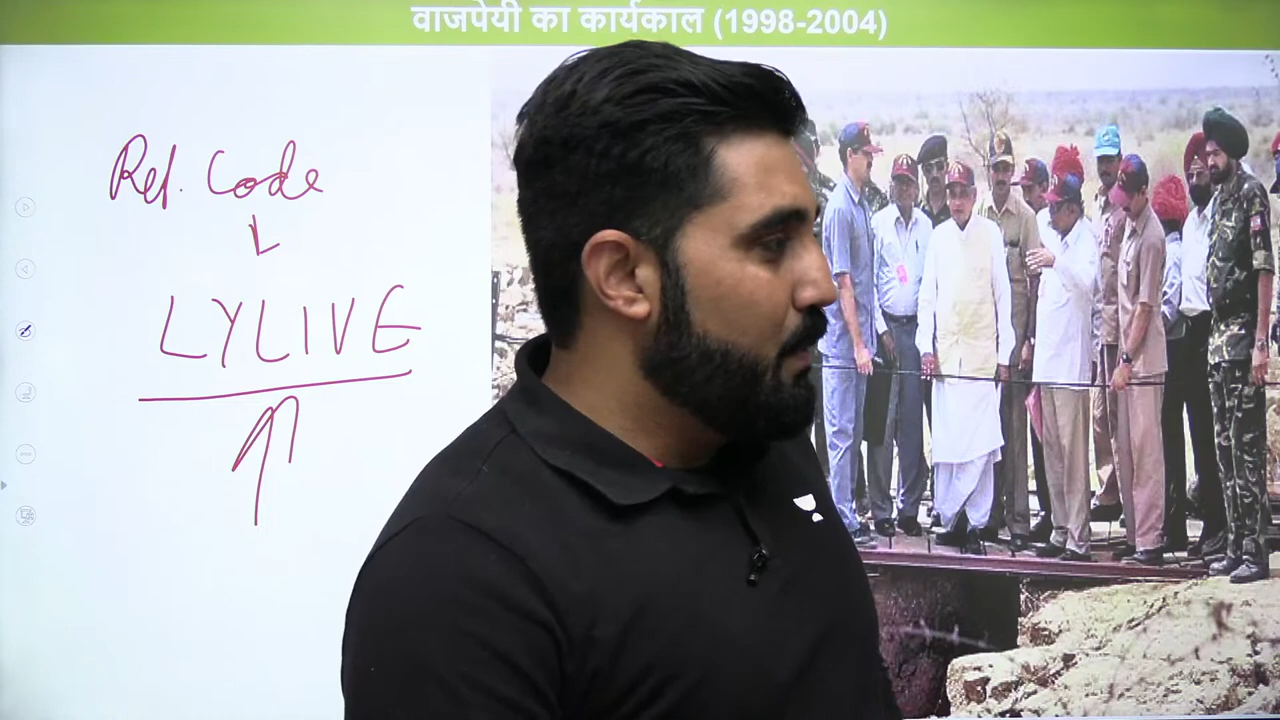 वाजपेयी का कार्यकाल (1998-2004)
Ref. Code
LYLIVE